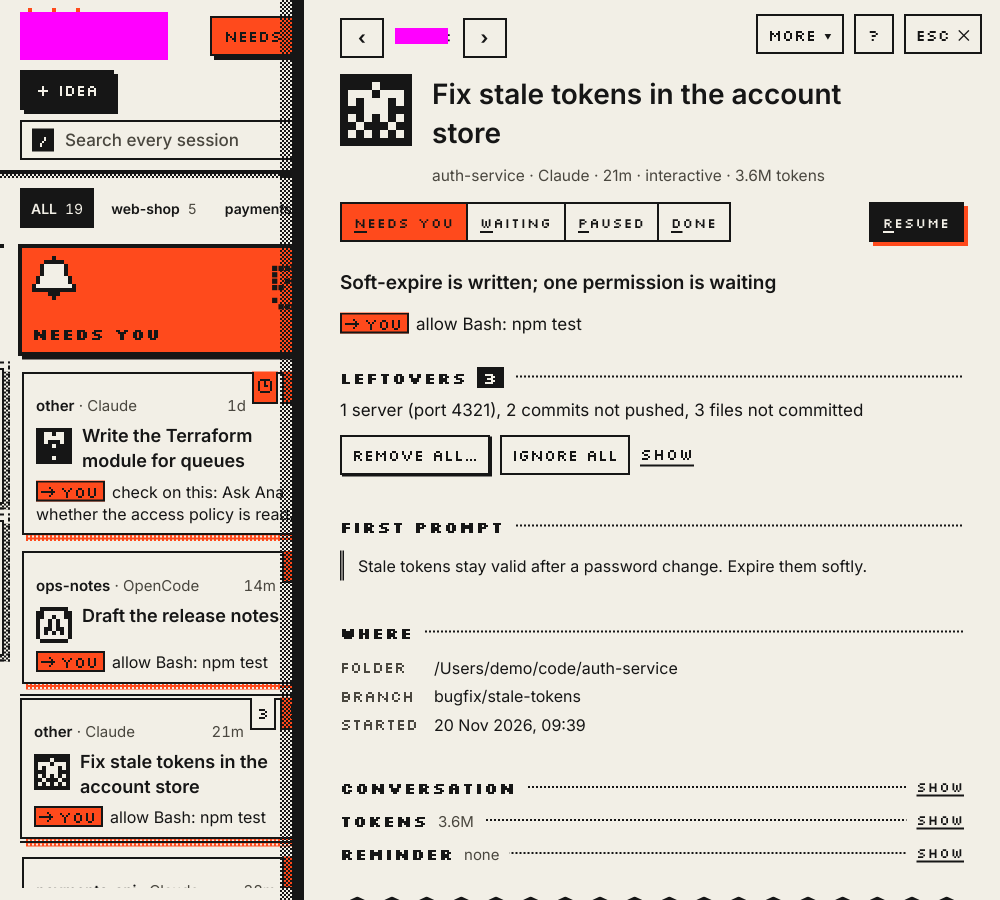 NEEDS
+ IDEA
/ Search every session
ALL 19 web-shop 5 payments
NEEDS YOU
other · Claude 1d
Write the Terraform
module for queues
→ YOU check on this: Ask Ana
whether the access policy is read
ops-notes · OpenCode 14m
Draft the release notes
→ YOU allow Bash: npm test
3
other · Claude 21m
Fix stale tokens in the
account store
→ YOU allow Bash: npm test
‹ ›
MORE ▾ ? ESC ×
Fix stale tokens in the account
store
auth-service · Claude · 21m · interactive · 3.6M tokens
NEEDS YOU WAITING PAUSED DONE RESUME
Soft-expire is written; one permission is waiting
→ YOU allow Bash: npm test
LEFTOVERS 3
1 server (port 4321), 2 commits not pushed, 3 files not committed
REMOVE ALL… IGNORE ALL SHOW
FIRST PROMPT
Stale tokens stay valid after a password change. Expire them softly.
WHERE
FOLDER /Users/demo/code/auth-service
BRANCH bugfix/stale-tokens
STARTED 20 Nov 2026, 09:39
CONVERSATION SHOW
TOKENS 3.6M SHOW
REMINDER none SHOW